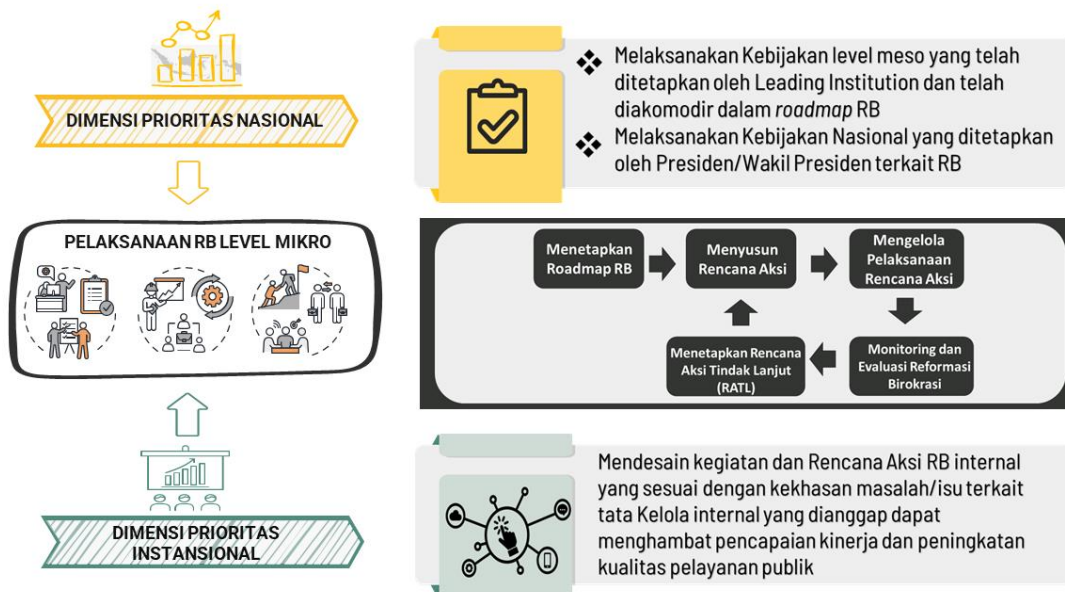 DIMENSI PRIORITAS NASIONAL
Melaksanakan Kebijakan level meso yang telah
ditetapkan oleh Leading Institution dan telah
diakomodir dalam roadmap RB
Melaksanakan Kebijakan Nasional yang ditetapkan
oleh Presiden/Wakil Presiden terkait RB
PELAKSANAAN RB LEVEL MIKRO
Menetapkan
Roadmap RB
Menyusun
Rencana Aksi
Mengelola
Pelaksanaan
Rencana Aksi
Menetapkan Rencana
Aksi Tindak Lanjut
(RATL)
Monitoring dan
Evaluasi Reformasi
Birokrasi
DIMENSI PRIORITAS
INSTANSIONAL
Mendesain kegiatan dan Rencana Aksi RB internal
yang sesuai dengan kekhasan masalah/isu terkait
tata Kelola internal yang dianggap dapat
menghambat pencapaian kinerja dan peningkatan
kualitas pelayanan publik